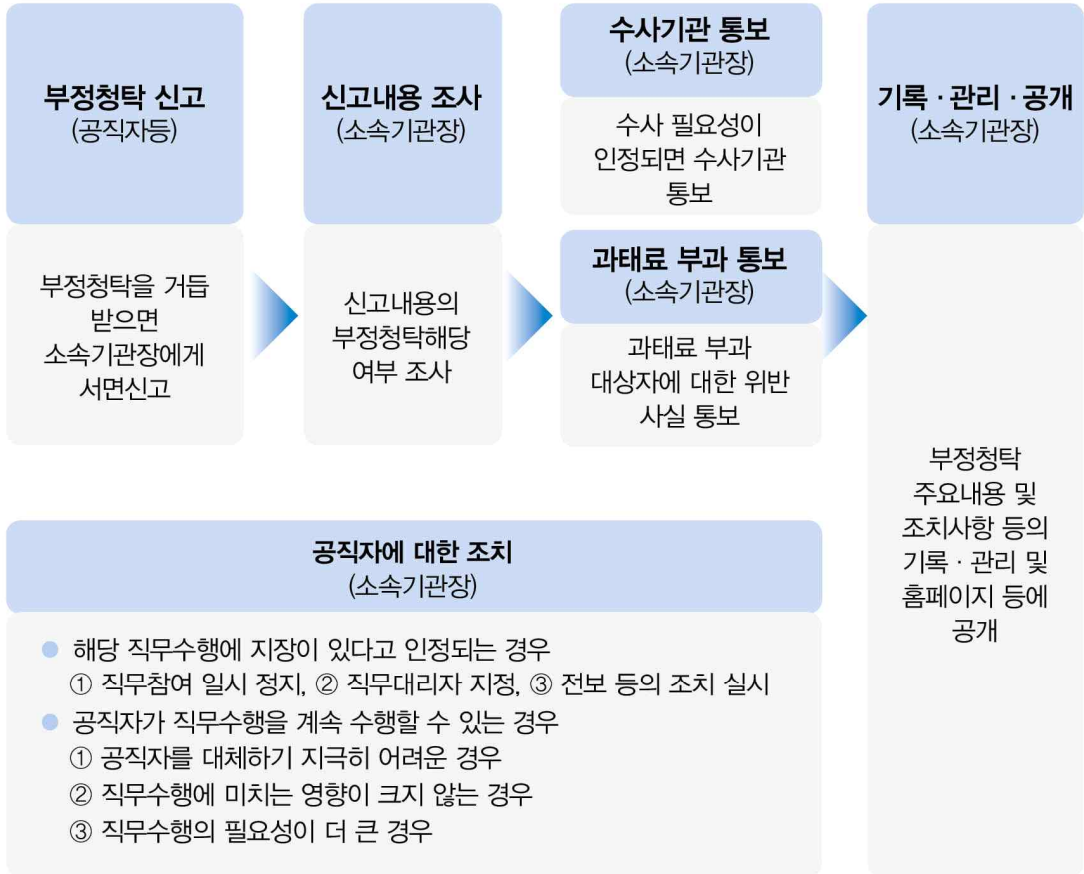 부정청탁 신고
(공직자등)
부정청탁을 거듭
받으면
소속기관장에게
서면신고
신고내용 조사
(소속기관장)
신고내용의
부정청탁해당
여부 조사
수사기관 통보
(소속기관장)
수사 필요성이
인정되면 수사기관
통보
과태료 부과 통보
(소속기관장)
과태료 부과
대상자에 대한 위반
사실 통보
기록 · 관리 · 공개
(소속기관장)
부정청탁
주요내용 및
조치사항 등의
기록 · 관리 및
홈페이지 등에
공개
공직자에 대한 조치
(소속기관장)
● 해당 직무수행에 지장이 있다고 인정되는 경우
① 직무참여 일시 정지, ② 직무대리자 지정, ③ 전보 등의 조치 실시
● 공직자가 직무수행을 계속 수행할 수 있는 경우
① 공직자를 대체하기 지극히 어려운 경우
② 직무수행에 미치는 영향이 크지 않는 경우
③ 직무수행의 필요성이 더 큰 경우